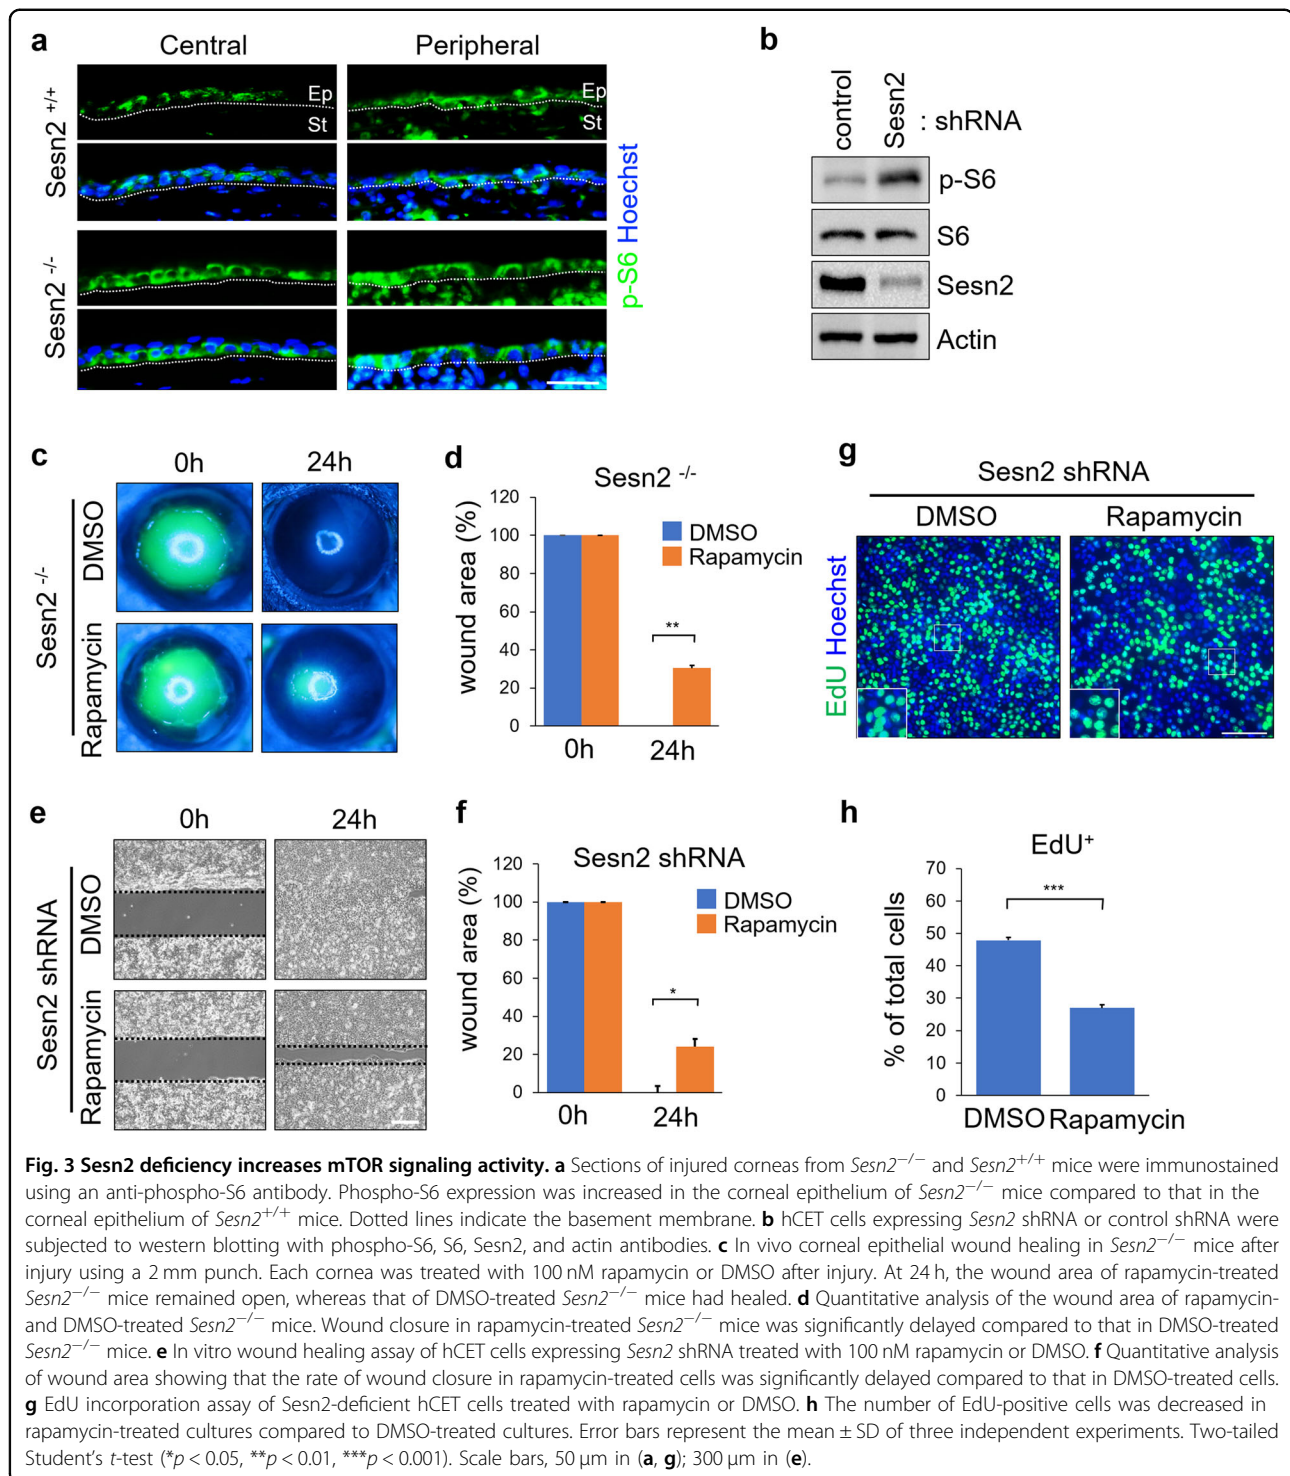 a
Central
Peripheral
Sesn2 +/+
Ep
St
Ep
St
Sesn2 -/-
p-S6 Hoechst
b
control
Sesn2
: shRNA
p-S6
S6
Sesn2
Actin
c
0h
24h
Sesn2 -/-
DMSO
Rapamycin
d
Sesn2 -/-
wound area (%)
120
100
80
60
40
20
0
DMSO
Rapamycin
**
0h
24h
g
Sesn2 shRNA
DMSO
Rapamycin
EdU Hoechst
e
0h
24h
Sesn2 shRNA
DMSO
Rapamycin
f
Sesn2 shRNA
wound area (%)
120
100
80
60
40
20
0
DMSO
Rapamycin
*
0h
24h
h
EdU+
% of total cells
70
60
50
40
30
20
10
0
***
DMSO
Rapamycin
Fig. 3 Sesn2 deficiency increases mTOR signaling activity. a Sections of injured corneas from Sesn2−/− and Sesn2+/+ mice were immunostained
using an anti-phospho-S6 antibody. Phospho-S6 expression was increased in the corneal epithelium of Sesn2−/− mice compared to that in the
corneal epithelium of Sesn2+/+ mice. Dotted lines indicate the basement membrane. b hCET cells expressing Sesn2 shRNA or control shRNA were
subjected to western blotting with phospho-S6, S6, Sesn2, and actin antibodies. c In vivo corneal epithelial wound healing in Sesn2−/− mice after
injury using a 2 mm punch. Each cornea was treated with 100 nM rapamycin or DMSO after injury. At 24 h, the wound area of rapamycin-treated
Sesn2−/− mice remained open, whereas that of DMSO-treated Sesn2−/− mice had healed. d Quantitative analysis of the wound area of rapamycin-
and DMSO-treated Sesn2−/− mice. Wound closure in rapamycin-treated Sesn2−/− mice was significantly delayed compared to that in DMSO-treated
Sesn2−/− mice. e In vitro wound healing assay of hCET cells expressing Sesn2 shRNA treated with 100 nM rapamycin or DMSO. f Quantitative analysis
of wound area showing that the rate of wound closure in rapamycin-treated cells was significantly delayed compared to that in DMSO-treated cells.
g EdU incorporation assay of Sesn2-deficient hCET cells treated with rapamycin or DMSO. h The number of EdU-positive cells was decreased in
rapamycin-treated cultures compared to DMSO-treated cultures. Error bars represent the mean ± SD of three independent experiments. Two-tailed
Student's t-test (*p < 0.05, **p < 0.01, ***p < 0.001). Scale bars, 50 μm in (a, g); 300 μm in (e).